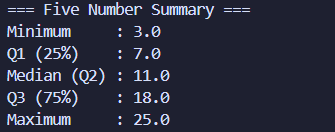 === Five Number Summary ===
Minimum     : 3.0
Q1 (25%)    : 7.0
Median (Q2) : 11.0
Q3 (75%)    : 18.0
Maximum     : 25.0